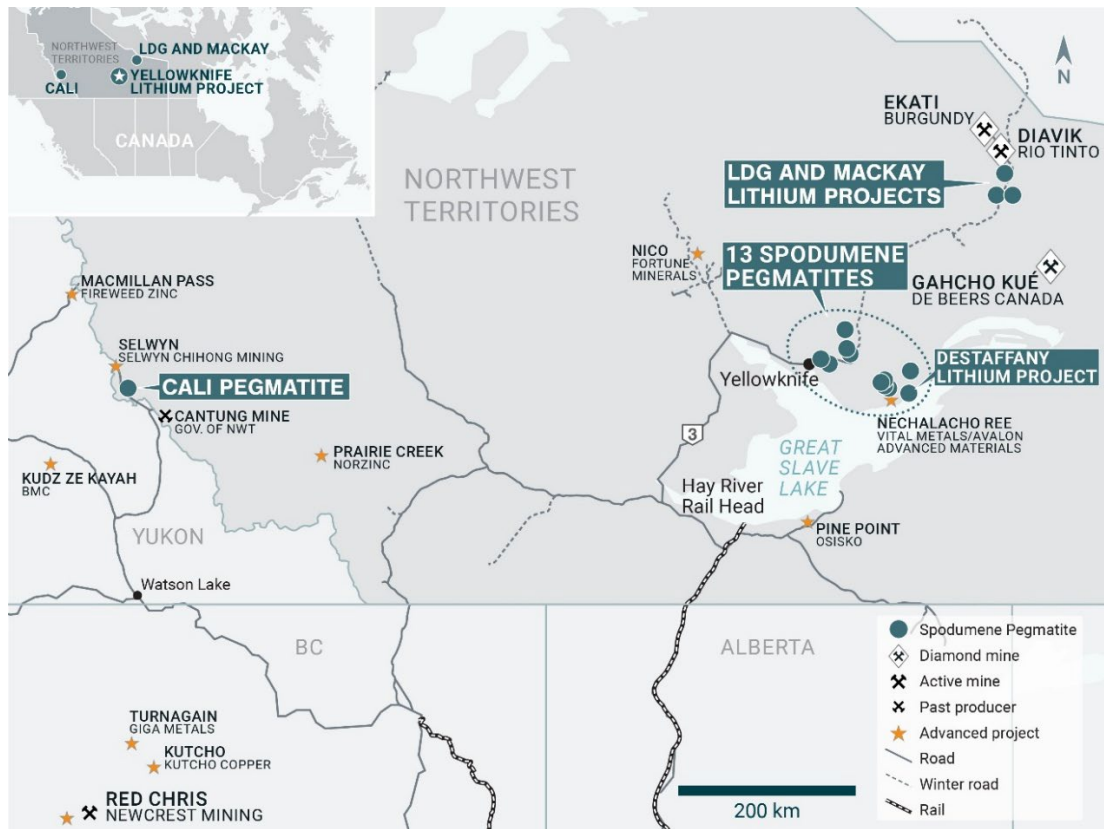 NORTHWEST
TERRITORIES
LDG AND MACKAY
YELLOWKNIFE
LITHIUM PROJECT
CALI
CANADA
N
EKATI
BURGUNDY
DIAVIK
RIO TINTO
NORTHWEST
TERRITORIES
LDG AND MACKAY
LITHIUM PROJECTS
NICO
FORTUNE
MINERALS
13 SPODUMENE
PEGMATITES
GAHCHO KUÉ
DE BEERS CANADA
MACMILLAN PASS
FIREWEED ZINC
SELWYN
SELWYN CHIHONG MINING
CALI PEGMATITE
CANTUNG MINE
GOV. OF NWT
Yellowknife
DESTAFFANY
LITHIUM PROJECT
NECHALACHO REE
VITAL METALS/AVALON
ADVANCED MATERIALS
3
GREAT
SLAVE
LAKE
PRAIRIE CREEK
NORZINC
KUDZ ZE KAYAH
BMC
Hay River
Rail Head
PINE POINT
OSISKO
YUKON
Watson Lake
BC
ALBERTA
TURNAGAIN
GIGA METALS
KUTCHO
KUTCHO COPPER
RED CHRIS
NEWCREST MINING
200 km
Spodumene Pegmatite
Diamond mine
Active mine
Past producer
Advanced project
Road
Winter road
Rail